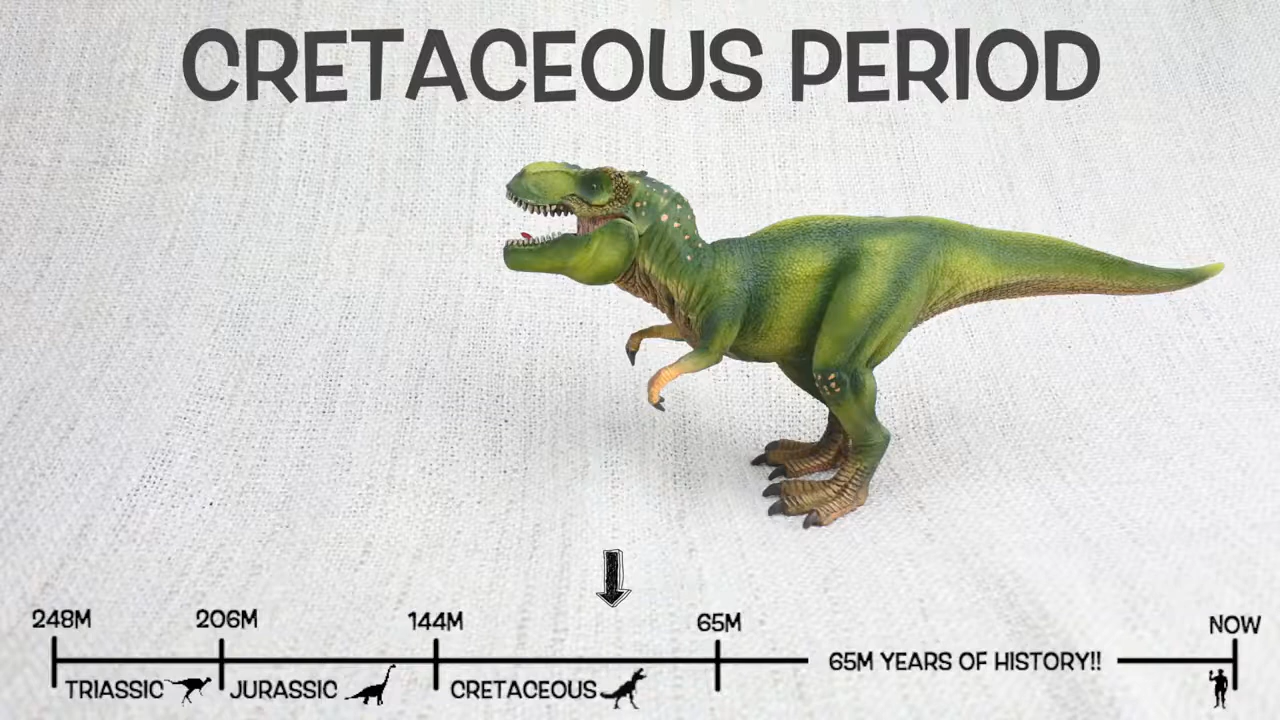 CRETACEOUS PERIOD
248M 206M 144M 65M NOW
65M YEARS OF HISTORY!!
TRIASSIC JURASSIC CRETACEOUS